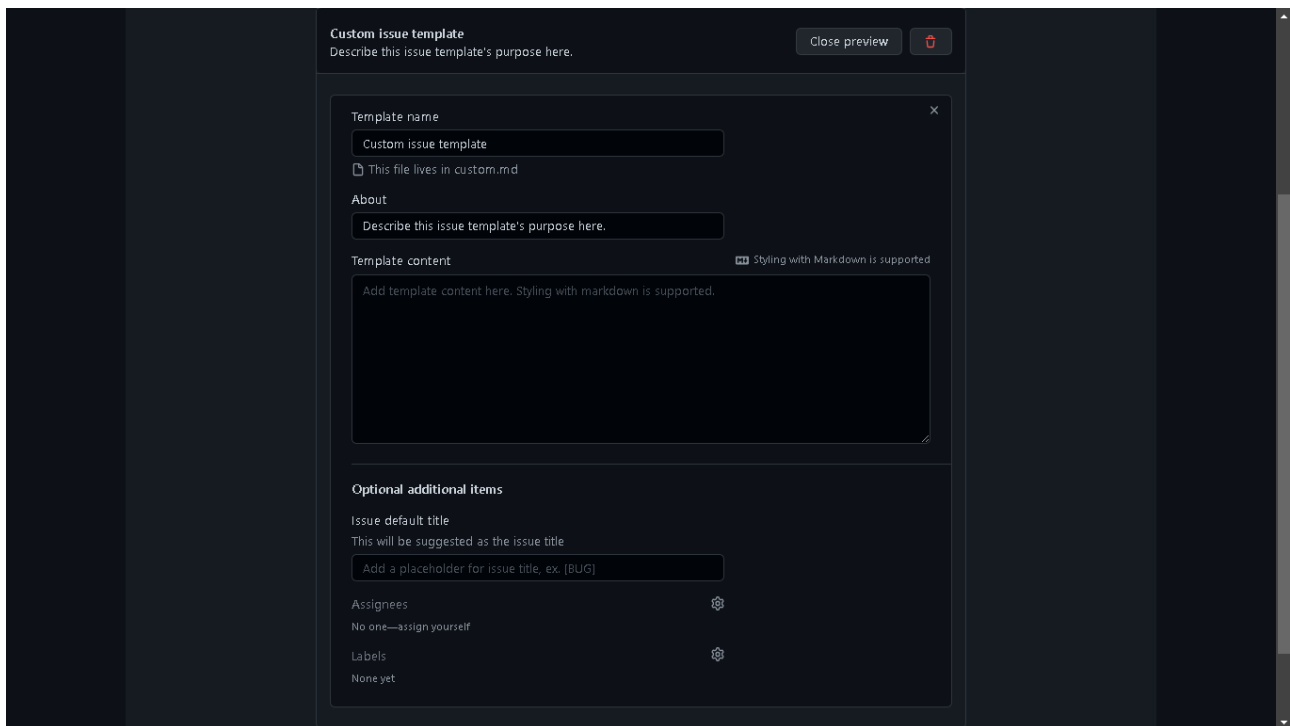 Custom issue template
Describe this issue template's purpose here.
Close preview
Template name
Custom issue template
This file lives in custom.md
About
Describe this issue template's purpose here.
Template content
Styling with Markdown is supported
Add template content here. Styling with markdown is supported.
Optional additional items
Issue default title
This will be suggested as the issue title
Add a placeholder for issue title, ex. [BUG]
Assignees
No one—assign yourself
Labels
None yet